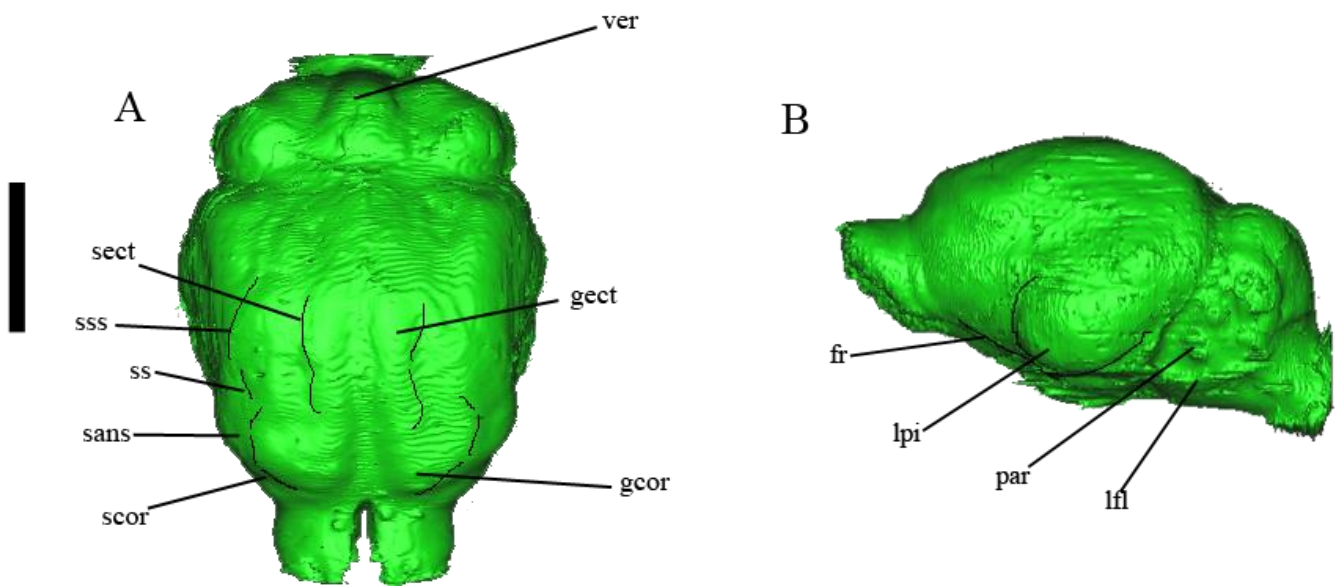 ver
A
B
sect
gect
sss
fr
ss
lpi
sans
par
gcor
lfl
scor